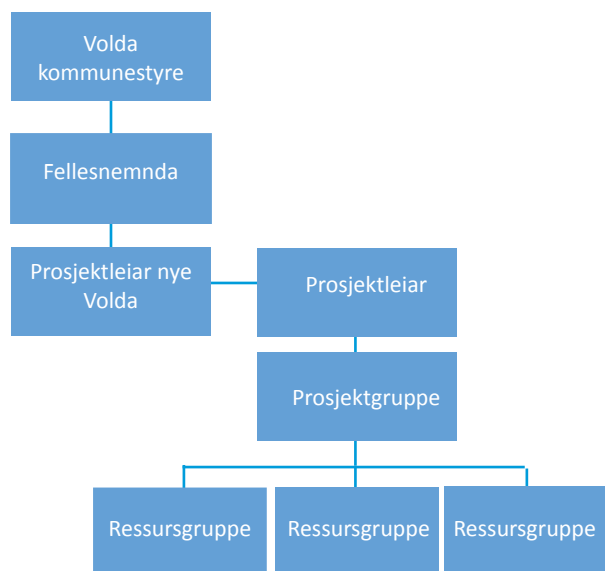 Volda
kommunestyre
Fellesnemnda
Prosjektleiar nye
Volda
Prosjektleiar
Prosjektgruppe
Ressursgruppe
Ressursgruppe
Ressursgruppe